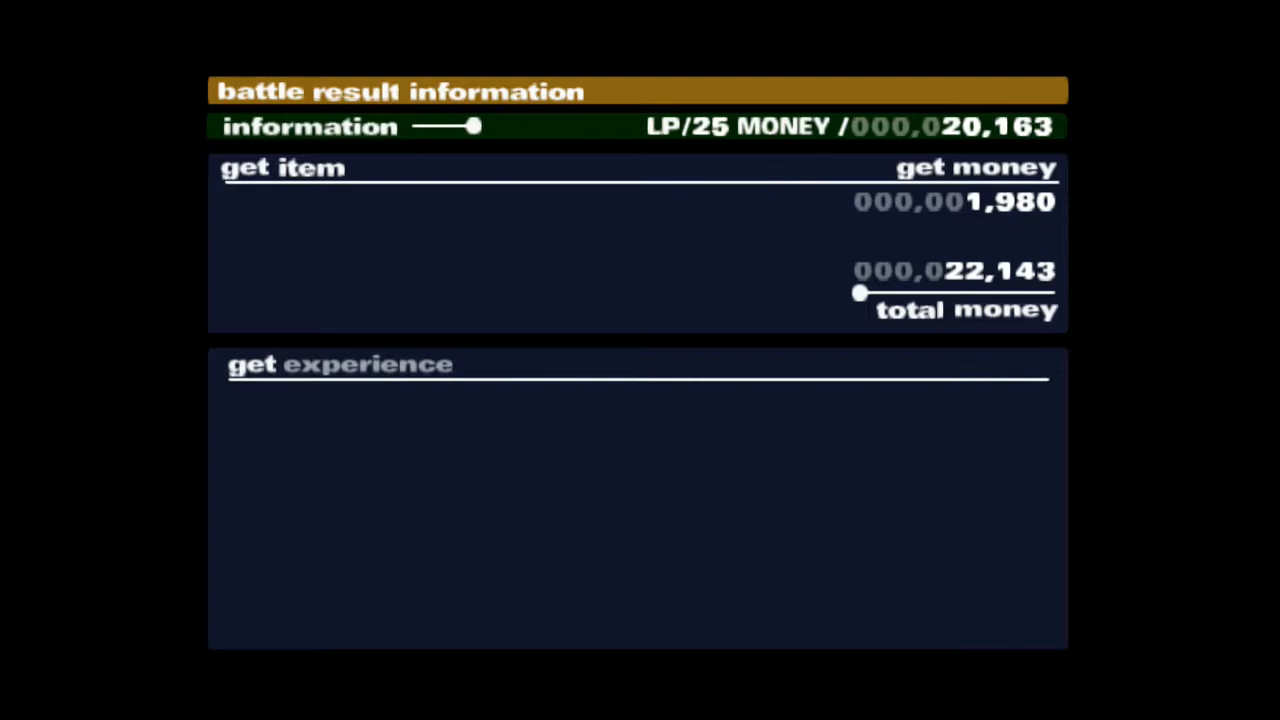 battle result information
information LP/25 MONEY /000,020,163
get item get money
000,001,980
000,022,143
total money
get experience